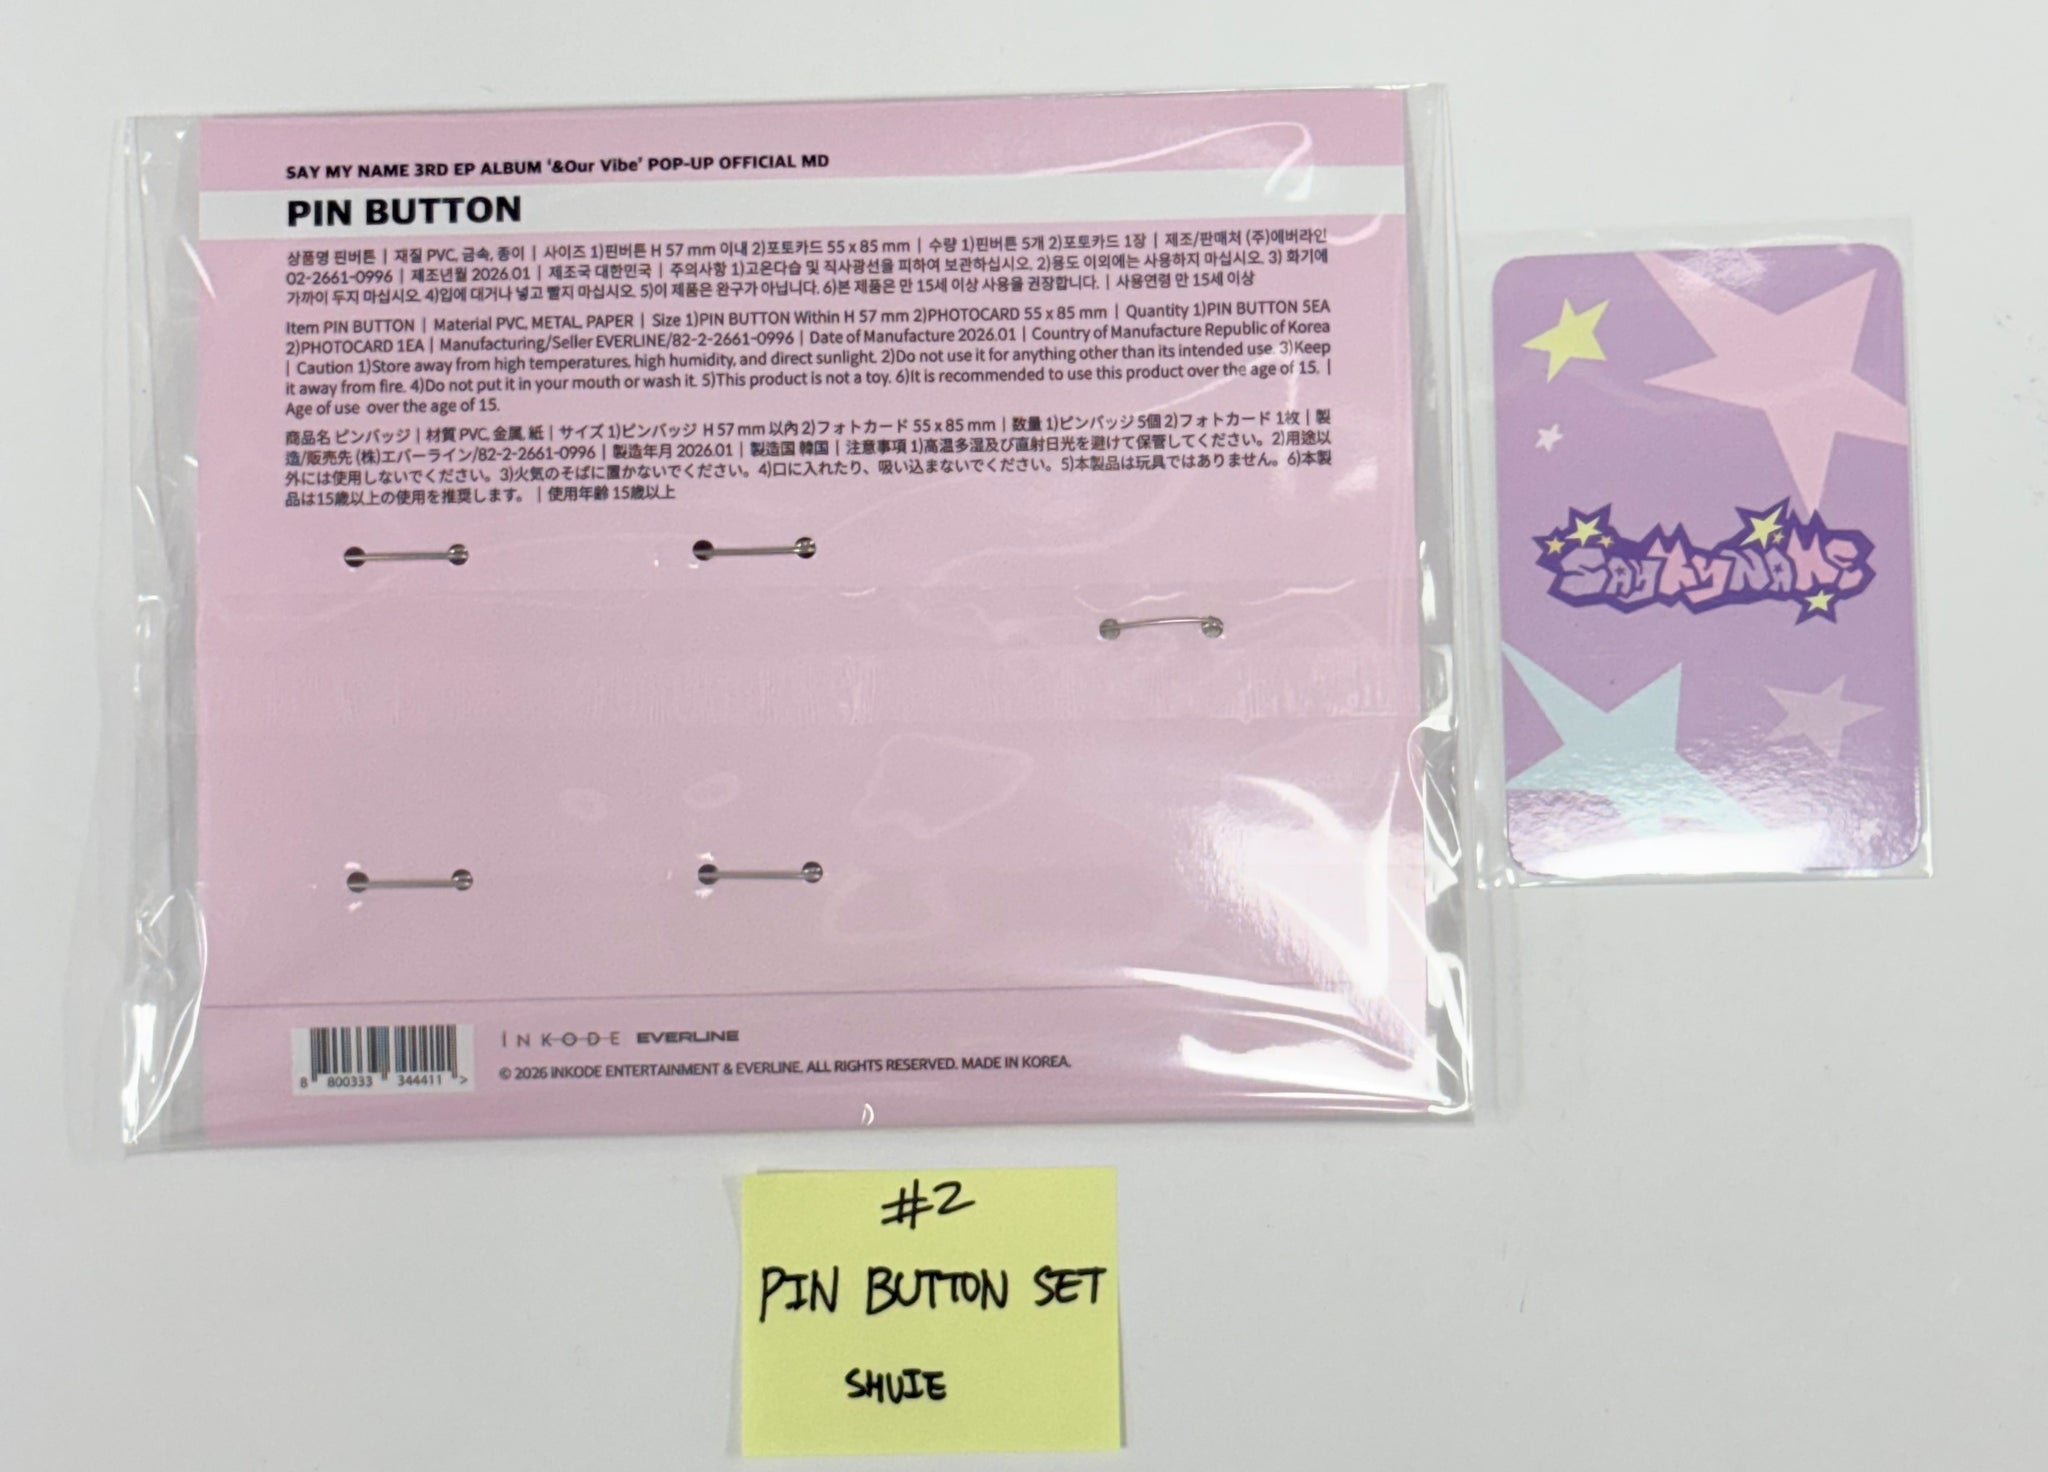 SAY MY NAME 3RD EP ALBUM '&Our Vibe' POP-UP OFFICIAL MD
PIN BUTTON
상품명 핀버튼 | 재질 PVC, 금속, 종이 | 사이즈 1)핀버튼 H 57 mm 이내 2)포토카드 55 x 85 mm | 수량 1)핀버튼 5개 2)포토카드 1장 | 제조/판매처 (주)에버라인
02-2661-0996 | 제조년월 2026.01 | 제조국 대한민국 | 주의사항 1)고온다습 및 직사광선을 피하여 보관하십시오. 2)용도 이외에는 사용하지 마십시오. 3) 화기에
가까이 두지 마십시오. 4)입에 대거나 넣고 빨지 마십시오. 5)이 제품은 완구가 아닙니다. 6)본 제품은 만 15세 이상 사용을 권장합니다. | 사용연령 만 15세 이상
Item PIN BUTTON | Material PVC, METAL, PAPER | Size 1)PIN BUTTON Within H 57 mm 2)PHOTOCARD 55 x 85 mm | Quantity 1)PIN BUTTON 5EA
2)PHOTOCARD 1EA | Manufacturing/Seller EVERLINE/82-2-2661-0996 | Date of Manufacture 2026.01 | Country of Manufacture Republic of Korea
| Caution 1)Store away from high temperatures, high humidity, and direct sunlight. 2)Do not use it for anything other than its intended use. 3)Keep
it away from fire. 4)Do not put it in your mouth or wash it. 5)This product is not a toy. 6)It is recommended to use this product over the age of 15. |
Age of use over the age of 15.
商品名 ピンバッジ | 材質 PVC, 金属, 紙 | サイズ 1)ピンバッジ H 57 mm 以内 2)フォトカード 55 x 85 mm | 数量 1)ピンバッジ 5個 2)フォトカード 1枚 | 製
造/販売先 (株)エバーライン/82-2-2661-0996 | 製造年月 2026.01 | 製造国 韓国 | 注意事項 1)高温多湿及び直射日光を避けて保管してください。2)用途以
外には使用しないでください。3)火気のそばに置かないでください。4)口に入れたり、吸い込まないでください。5)本製品は玩具ではありません。6)本製
品は15歳以上の使用を推奨します。 | 使用年齢 15歳以上
SAYMYNAME
8 800333 344411 >
INKODE EVERLINE
© 2026 iNKODE ENTERTAINMENT & EVERLINE. ALL RIGHTS RESERVED. MADE IN KOREA.
#2
PIN BUTTON SET
SHUIE